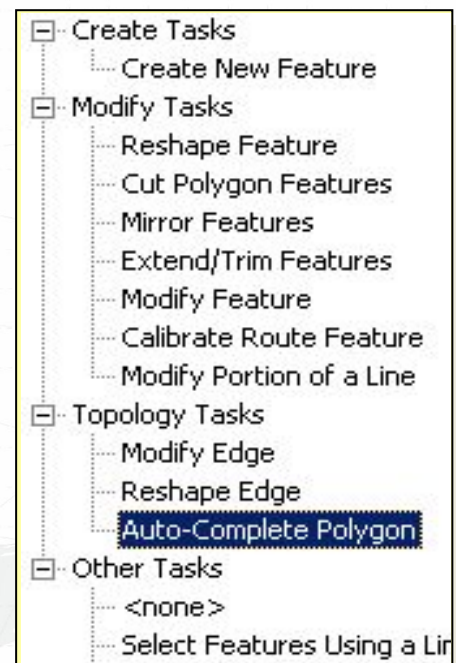 Create Tasks
Create New Feature
Modify Tasks
Reshape Feature
Cut Polygon Features
Mirror Features
Extend/Trim Features
Modify Feature
Calibrate Route Feature
Modify Portion of a Line
Topology Tasks
Modify Edge
Reshape Edge
Auto-Complete Polygon
Other Tasks
<none>
Select Features Using a Lin